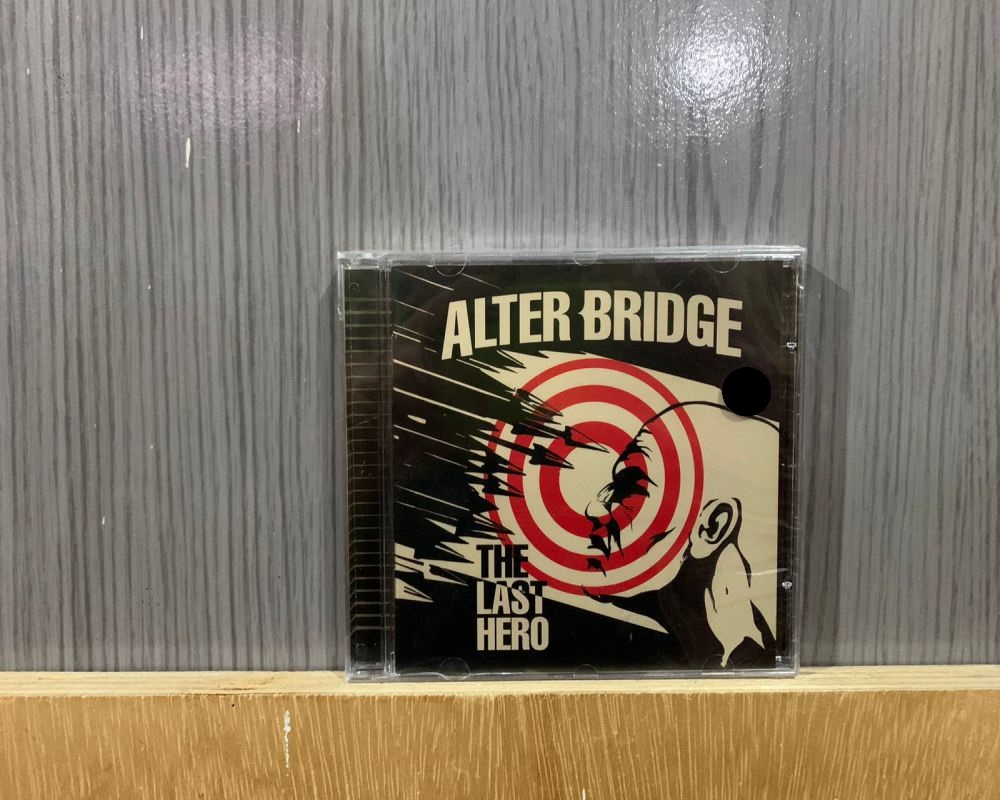 ALTER BRIDGE
THE
LAST
HERO